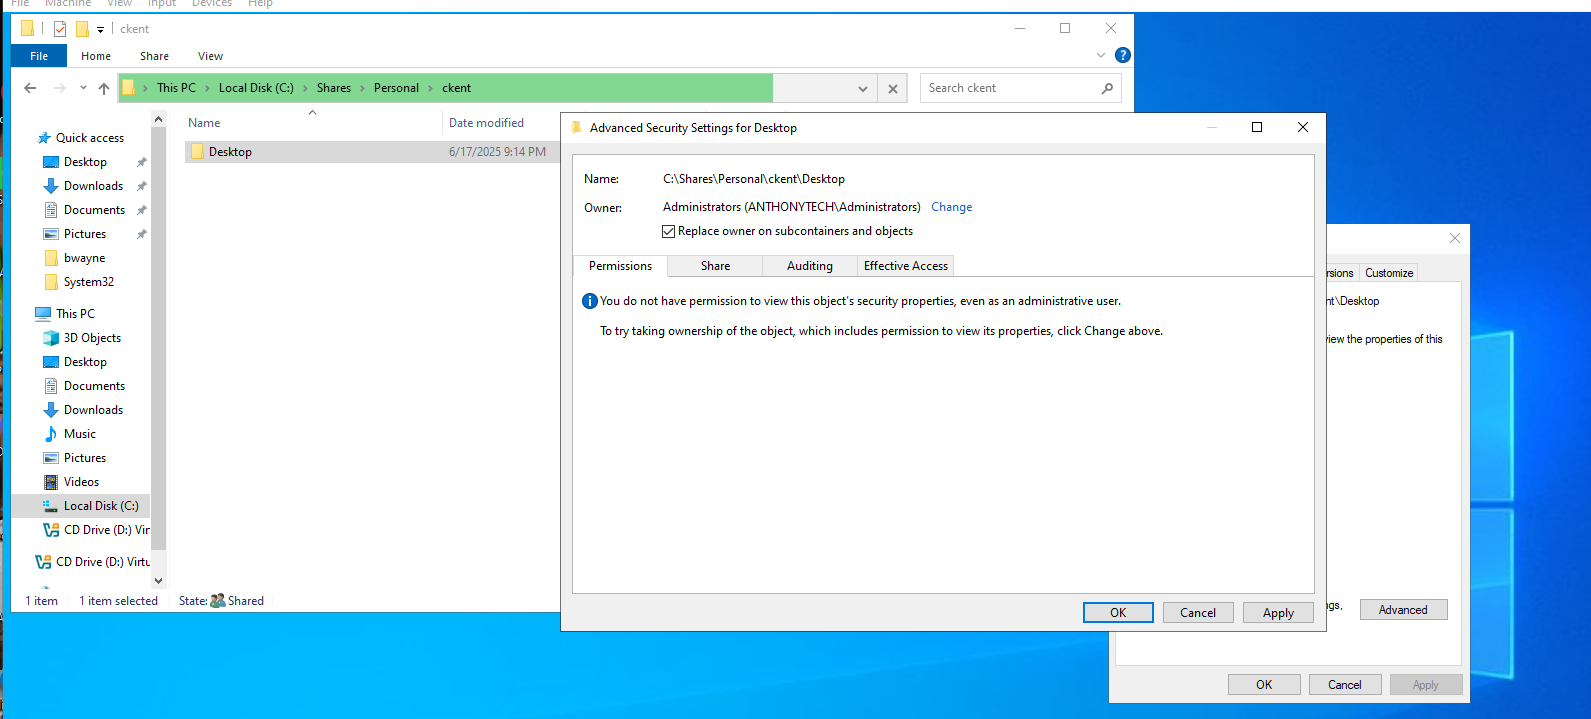 File Machine View Input Devices Help
ckent
File Home Share View
This PC Local Disk (C:) Shares Personal ckent
Search ckent
Quick access
Desktop
Downloads
Documents
Pictures
bwayne
System32
This PC
3D Objects
Desktop
Documents
Downloads
Music
Pictures
Videos
Local Disk (C:)
CD Drive (D:) Vir
CD Drive (D:) Virtu
Name Date modified
Desktop 6/17/2025 9:14 PM
1 item 1 item selected State: Shared
Advanced Security Settings for Desktop
Name: C:\Shares\Personal\ckent\Desktop
Owner: Administrators (ANTHONYTECH\Administrators) Change
Replace owner on subcontainers and objects
Permissions Share Auditing Effective Access
You do not have permission to view this object's security properties, even as an administrative user.
To try taking ownership of the object, which includes permission to view its properties, click Change above.
OK Cancel Apply
rsions Customize
nt\Desktop
view the properties of this
ngs, Advanced
OK Cancel Apply